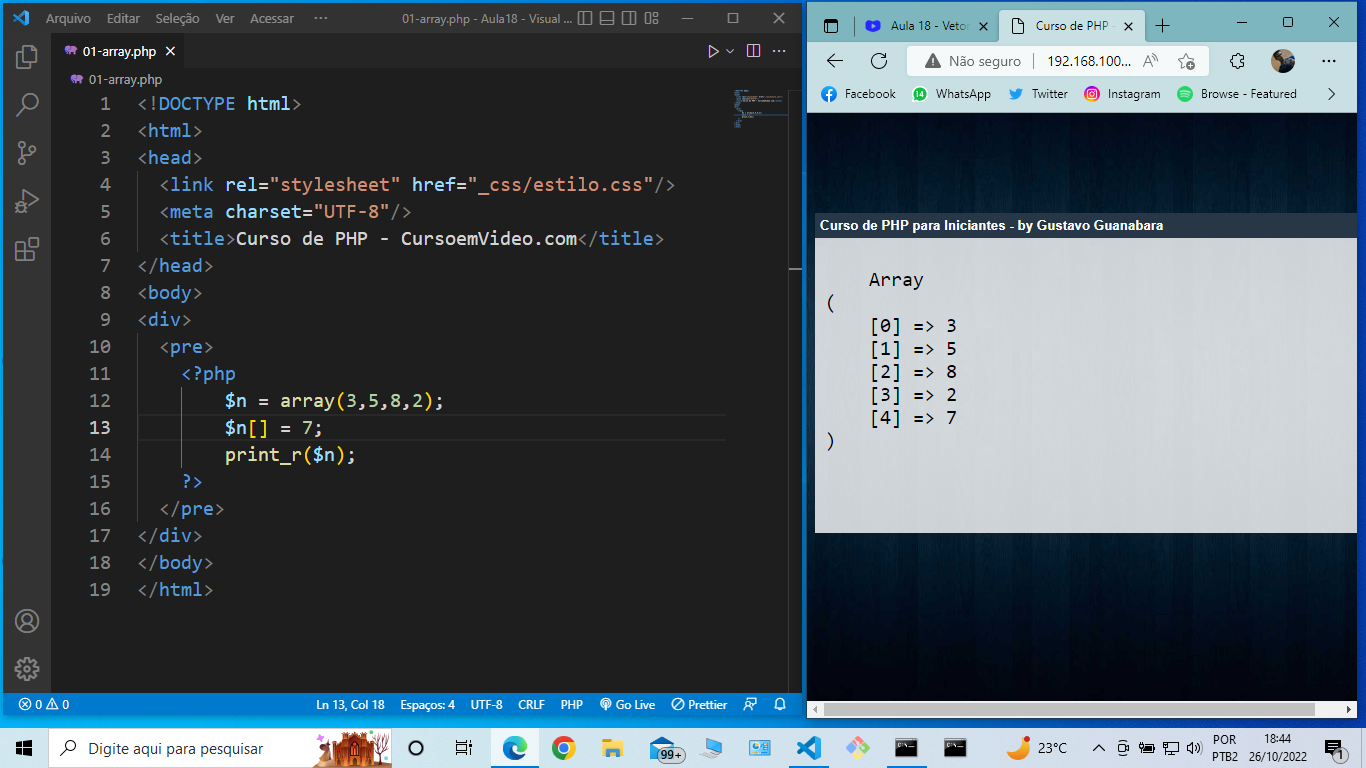 Arquivo Editar Seleção Ver Acessar ··· 01-array.php - Aula18 - Visual ...
01-array.php
01-array.php
1 <!DOCTYPE html>
2 <html>
3 <head>
4 <link rel="stylesheet" href="_css/estilo.css"/>
5 <meta charset="UTF-8"/>
6 <title>Curso de PHP - CursoemVideo.com</title>
7 </head>
8 <body>
9 <div>
10 <pre>
11 <?php
12 $n = array(3,5,8,2);
13 $n[] = 7;
14 print_r($n);
15 ?>
16 </pre>
17 </div>
18 </body>
19 </html>
0 0 Ln 13, Col 18 Espaços: 4 UTF-8 CRLF PHP Go Live Prettier
Aula 18 - Vetor Curso de PHP -
Não seguro 192.168.100...
Facebook 14 WhatsApp Twitter Instagram Browse - Featured
Curso de PHP para Iniciantes - by Gustavo Guanabara
Array
(
[0] => 3
[1] => 5
[2] => 8
[3] => 2
[4] => 7
)
Digite aqui para pesquisar 99+ 23°C POR 18:44
PTB2 26/10/2022 1